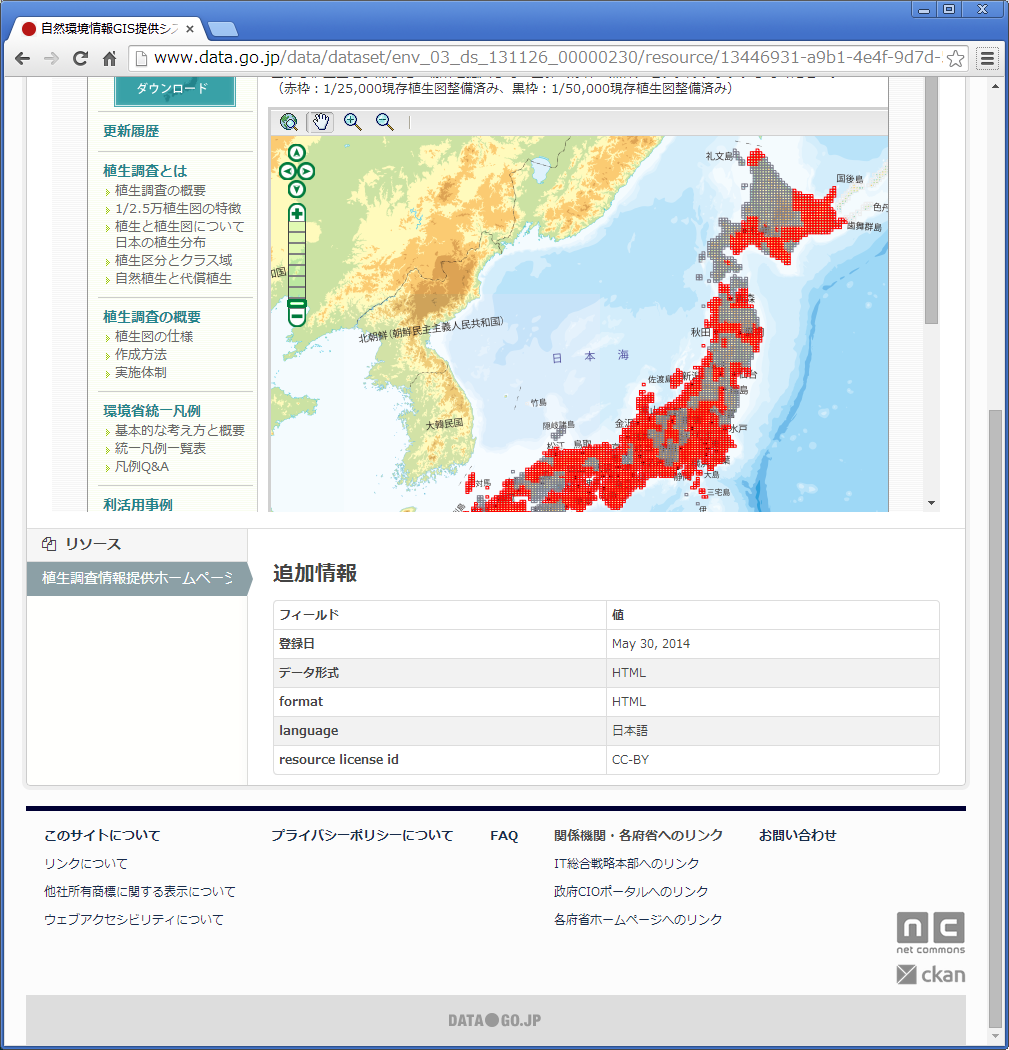 自然環境情報GIS提供シス
www.data.go.jp/data/dataset/env_03_ds_131126_00000230/resource/13446931-a9b1-4e4f-9d7d-
ダウンロード
（赤枠：1/25,000現存植生図整備済み、黒枠：1/50,000現存植生図整備済み）
更新履歴
植生調査とは
植生調査の概要
1/2.5万植生図の特徴
植生と植生図について
日本の植生分布
植生区分とクラス域
自然植生と代償植生
植生調査の概要
植生図の仕様
作成方法
実施体制
環境省統一凡例
基本的な考え方と概要
統一凡例一覧表
凡例Q&A
利活用事例
礼文島
国後島
色丹
歯舞群島
国
北朝鮮(朝鮮民主主義人民共和国)
秋田
日 本 海
佐渡島
竹島
大韓民国
隠岐諸島
金沢
水戸
松江
鳥取
対馬
大島
三宅島
リソース
植生調査情報提供ホームページ
追加情報
フィールド 値
登録日 May 30, 2014
データ形式 HTML
format HTML
language 日本語
resource license id CC-BY
このサイトについて
リンクについて
他社所有商標に関する表示について
ウェブアクセシビリティについて
プライバシーポリシーについて
FAQ
関係機関・各府省へのリンク
IT総合戦略本部へのリンク
政府CIOポータルへのリンク
各府省ホームページへのリンク
お問い合わせ
nc
net commons
ckan
DATA GO.JP